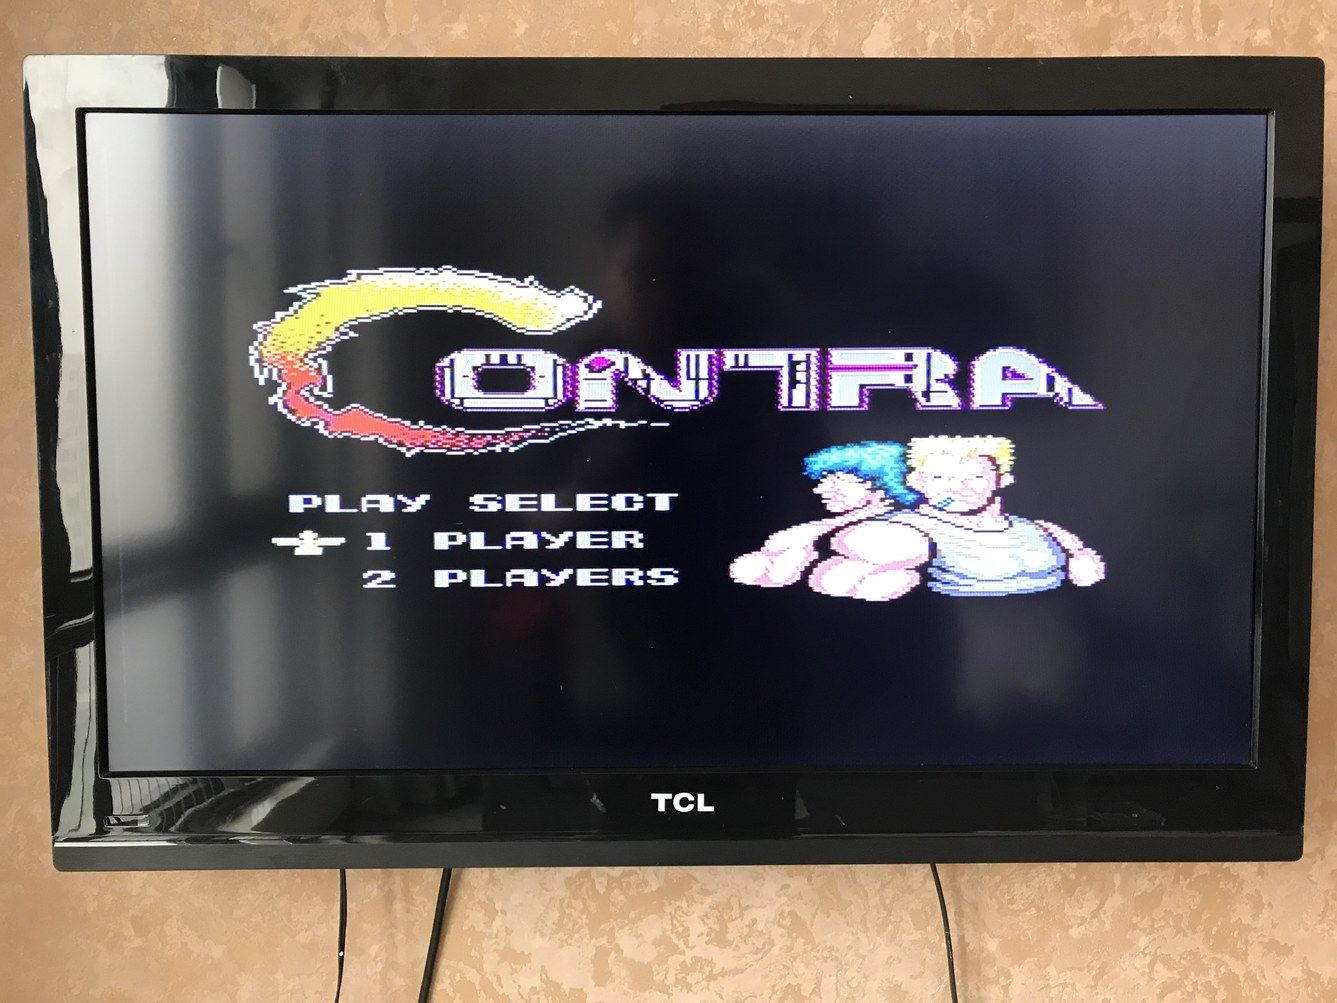 CONTRA
PLAY SELECT
1 PLAYER
2 PLAYERS
TCL